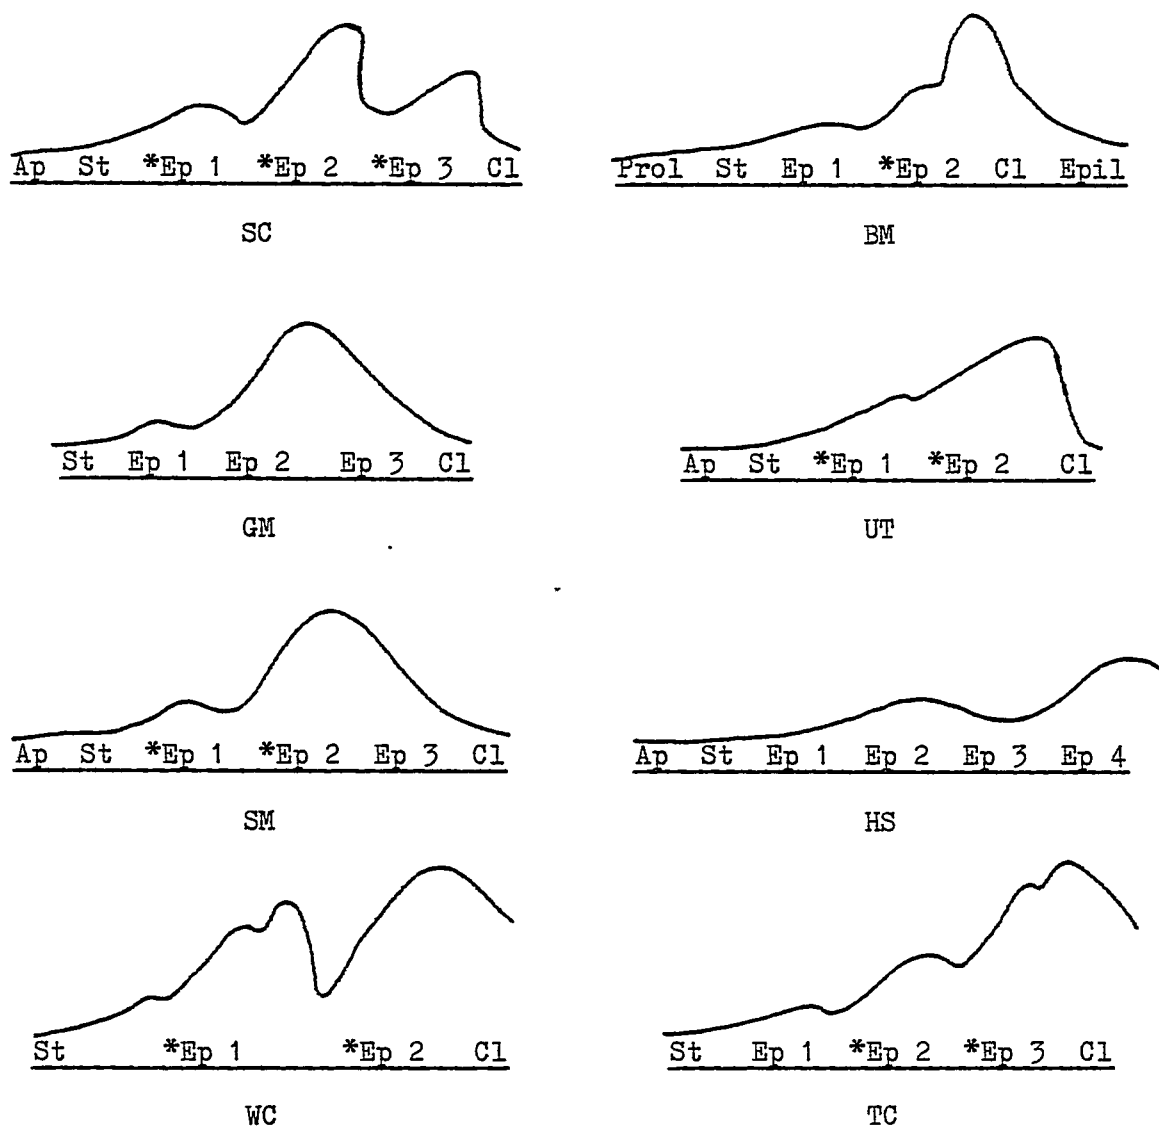 Ap St *Ep 1 *Ep 2 *Ep 3 Cl
SC
Prol St Ep 1 *Ep 2 Cl Epil
BM
St Ep 1 Ep 2 Ep 3 Cl
GM
Ap St *Ep 1 *Ep 2 Cl
UT
Ap St *Ep 1 *Ep 2 Ep 3 Cl
SM
Ap St Ep 1 Ep 2 Ep 3 Ep 4
HS
St *Ep 1 *Ep 2 Cl
WC
St Ep 1 *Ep 2 *Ep 3 Cl
TC